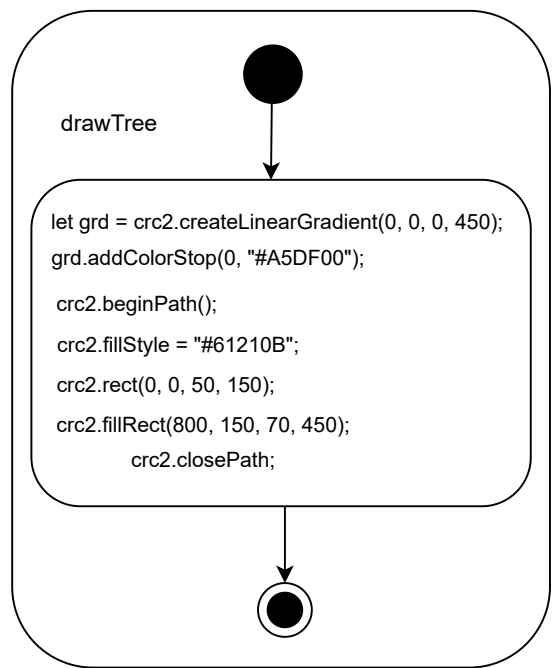 drawTree
let grd = crc2.createLinearGradient(0, 0, 0, 450);
grd.addColorStop(0, "#A5DF00");
crc2.beginPath();
crc2.fillStyle = "#61210B";
crc2.rect(0, 0, 50, 150);
crc2.fillRect(800, 150, 70, 450);
crc2.closePath;